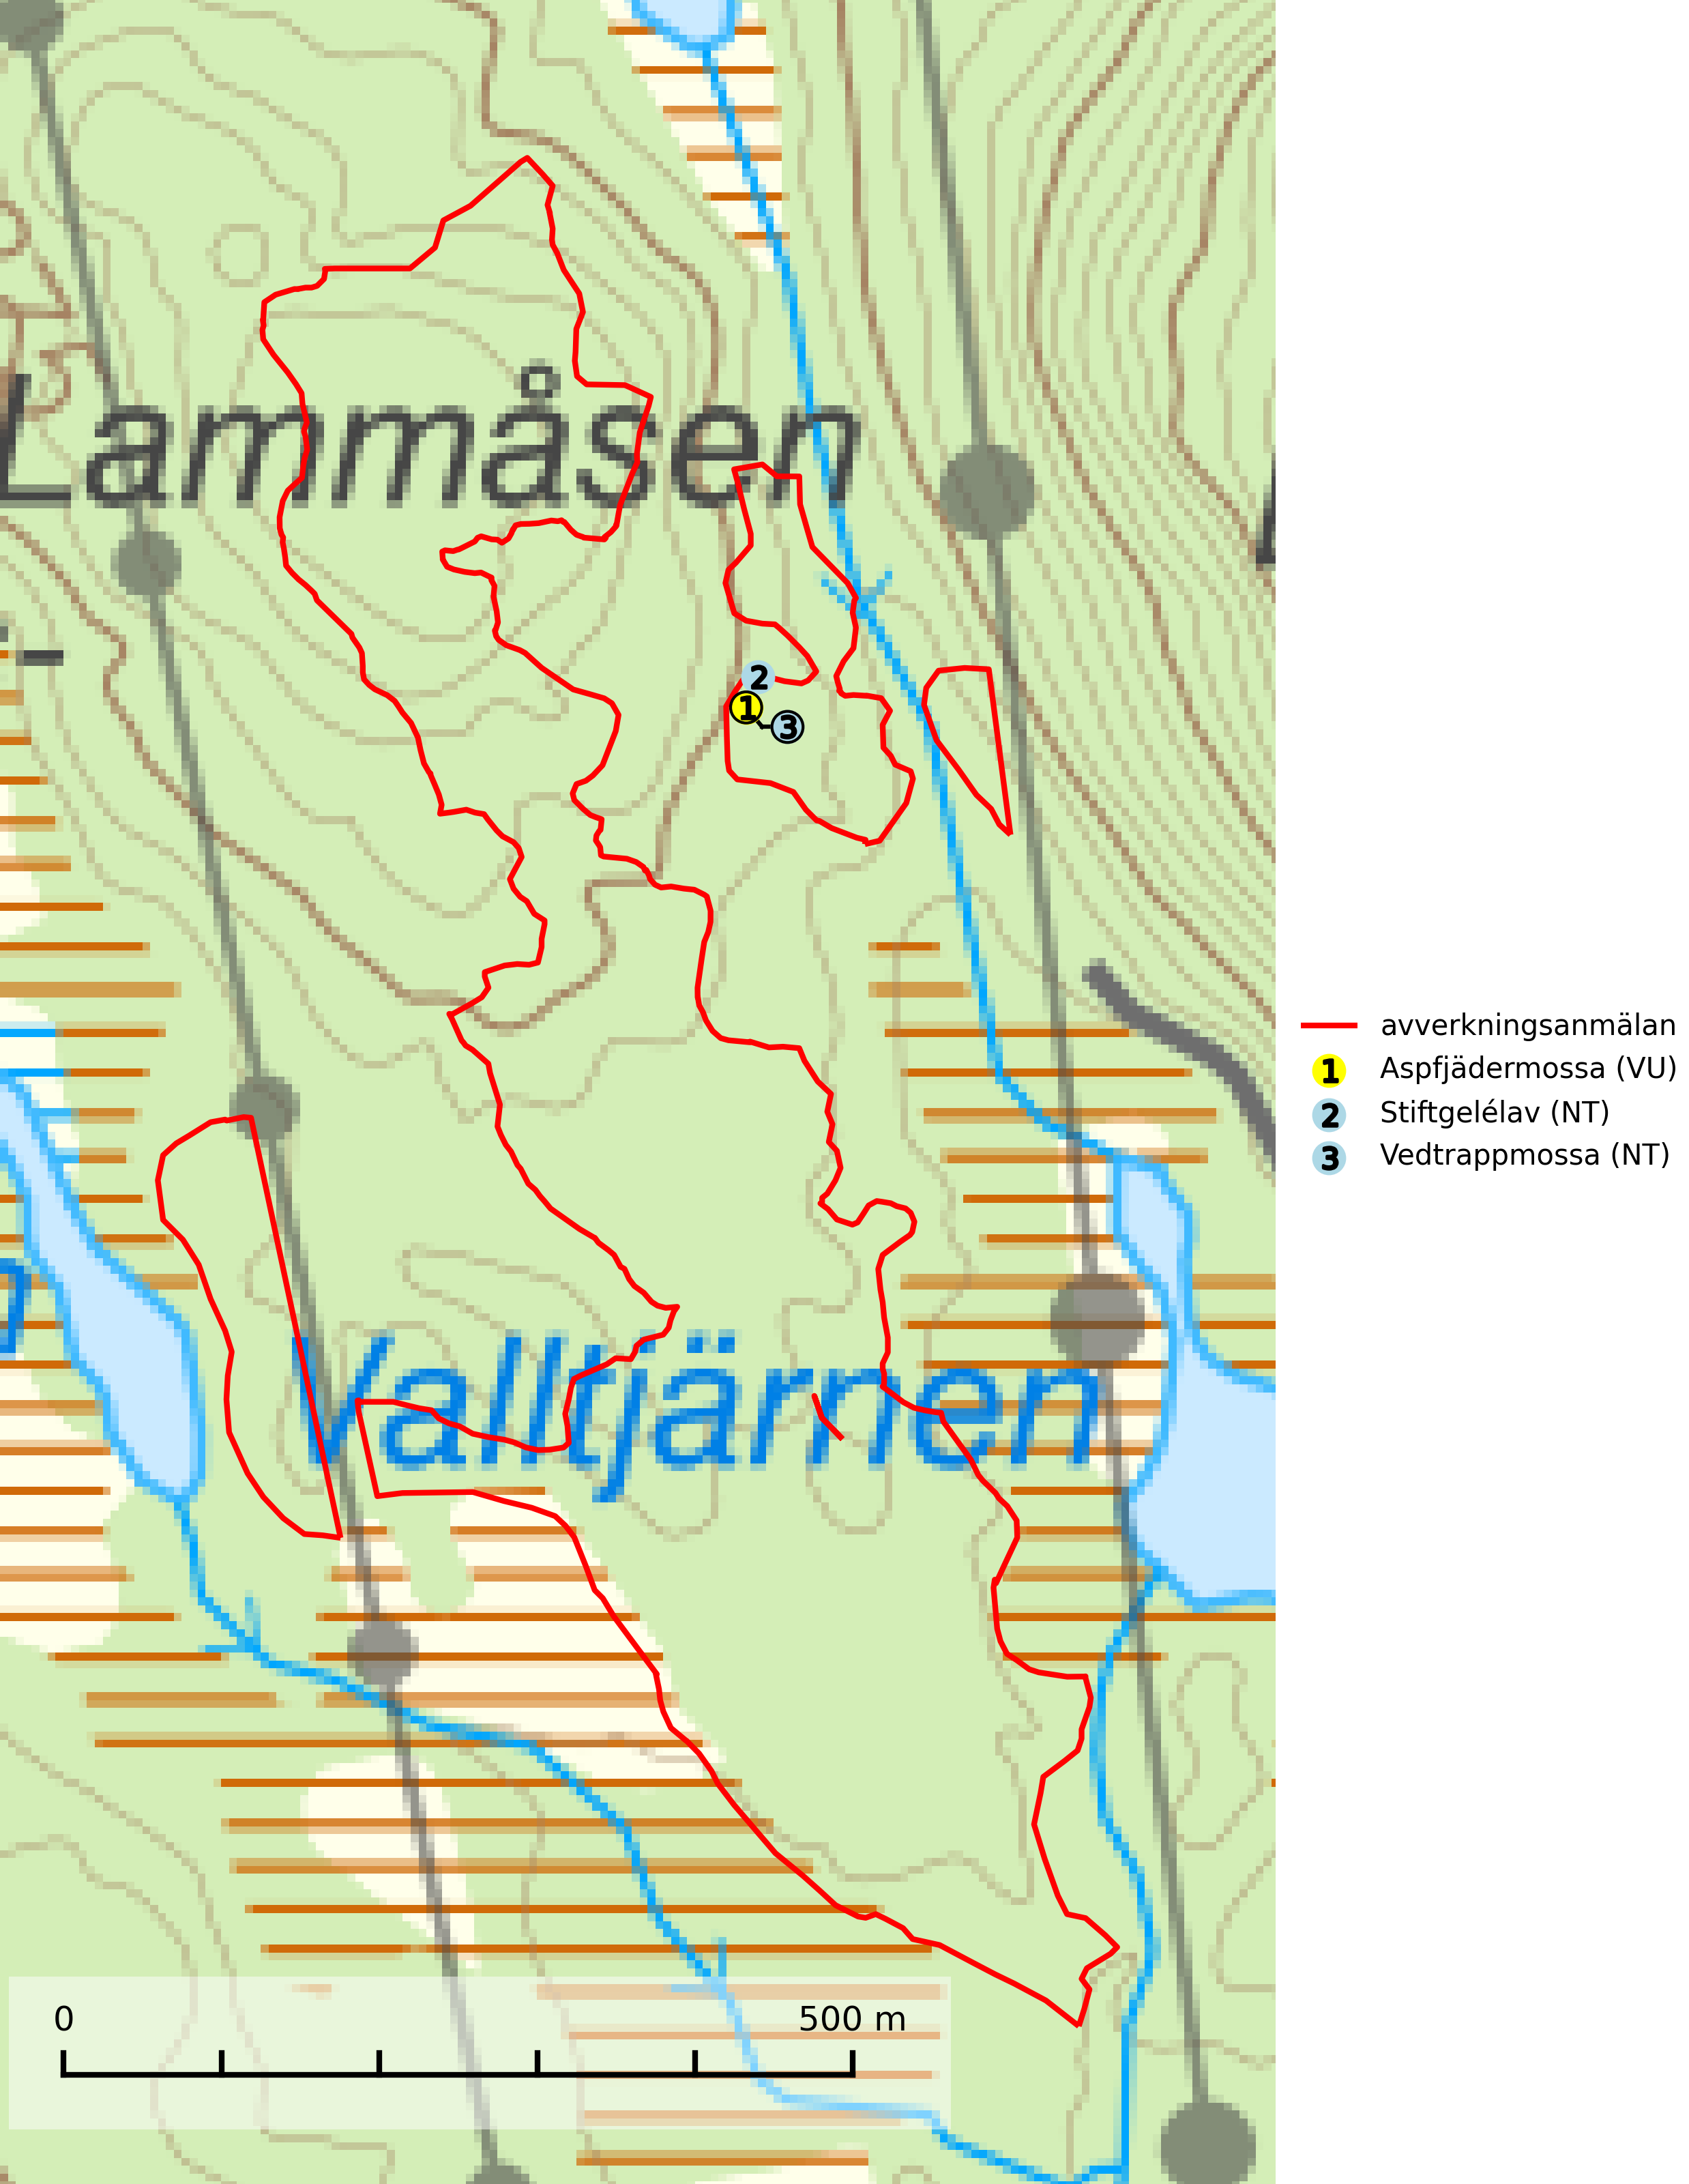 Lammåsen
2
1
3
avverkningsanmälan
1 Aspfjädermossa (VU)
2 Stiftgelélav (NT)
3 Vedtrappmossa (NT)
Valltjärnen
0 500 m